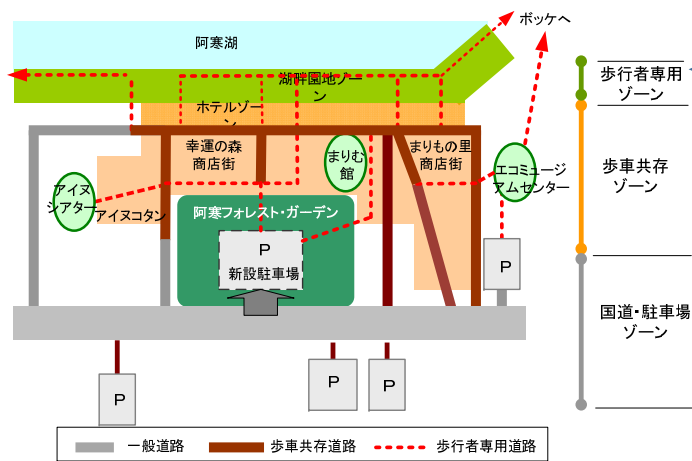 ボッケへ
阿寒湖
湖畔園地ゾー
ン
歩行者専用
ゾーン
ホテルゾー
ン
幸運の森
商店街
まりむ
館
まりもの里
商店街
歩車共存
ゾーン
アイヌ
シアター
アイヌコタン
エコミュージ
アムセンター
阿寒フォレスト・ガーデン
P
新設駐車場
P
国道・駐車場
ゾーン
P
P
P
一般道路
歩車共存道路
歩行者専用道路